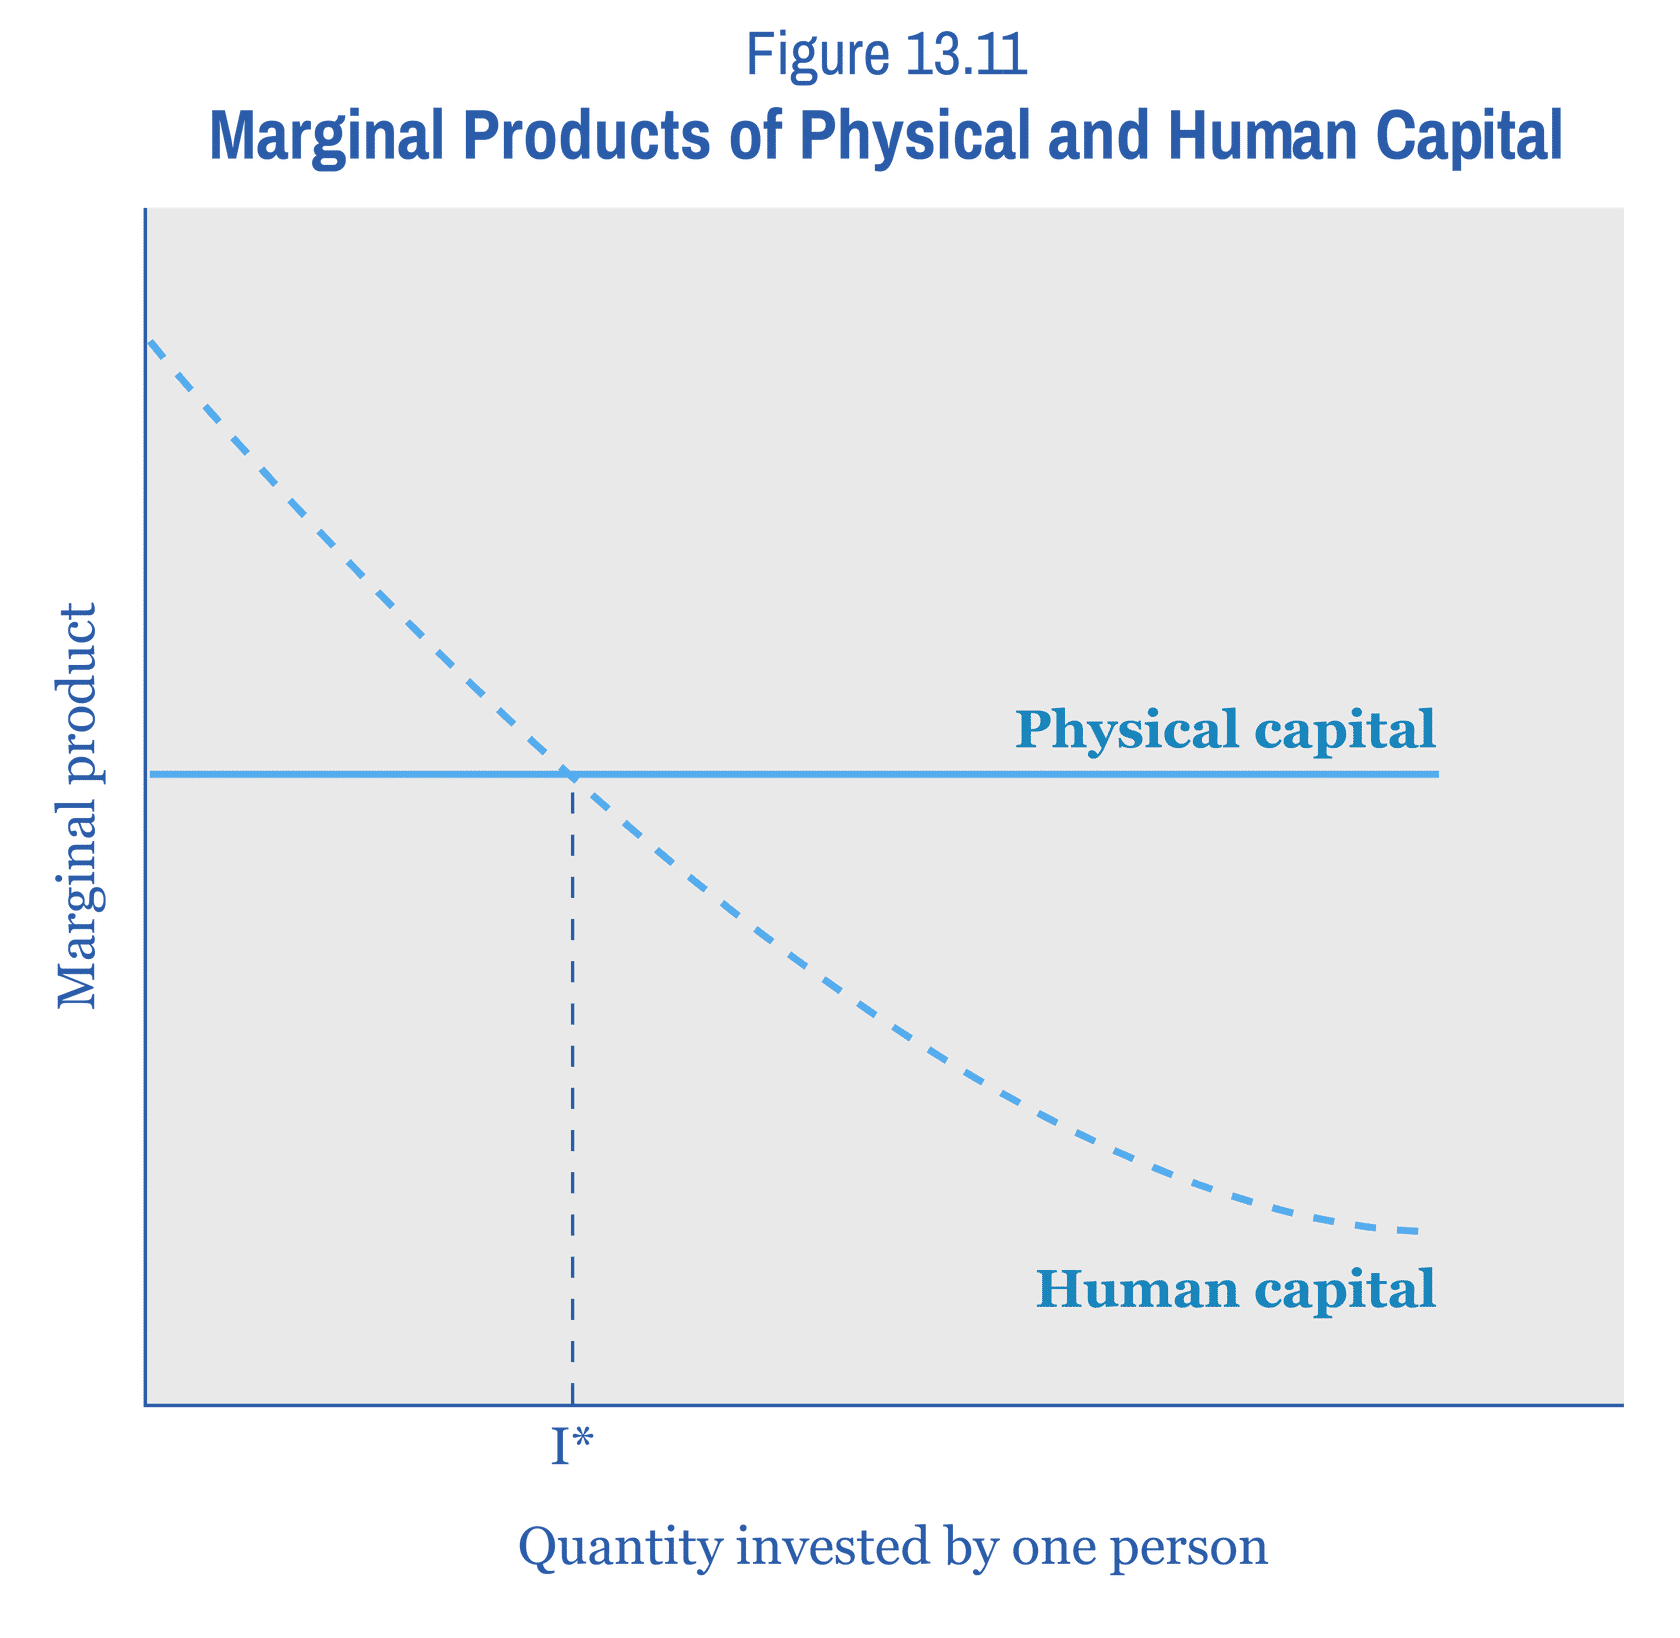 Figure 13.11
Marginal Products of Physical and Human Capital
Marginal product
Physical capital
Human capital
I*
Quantity invested by one person